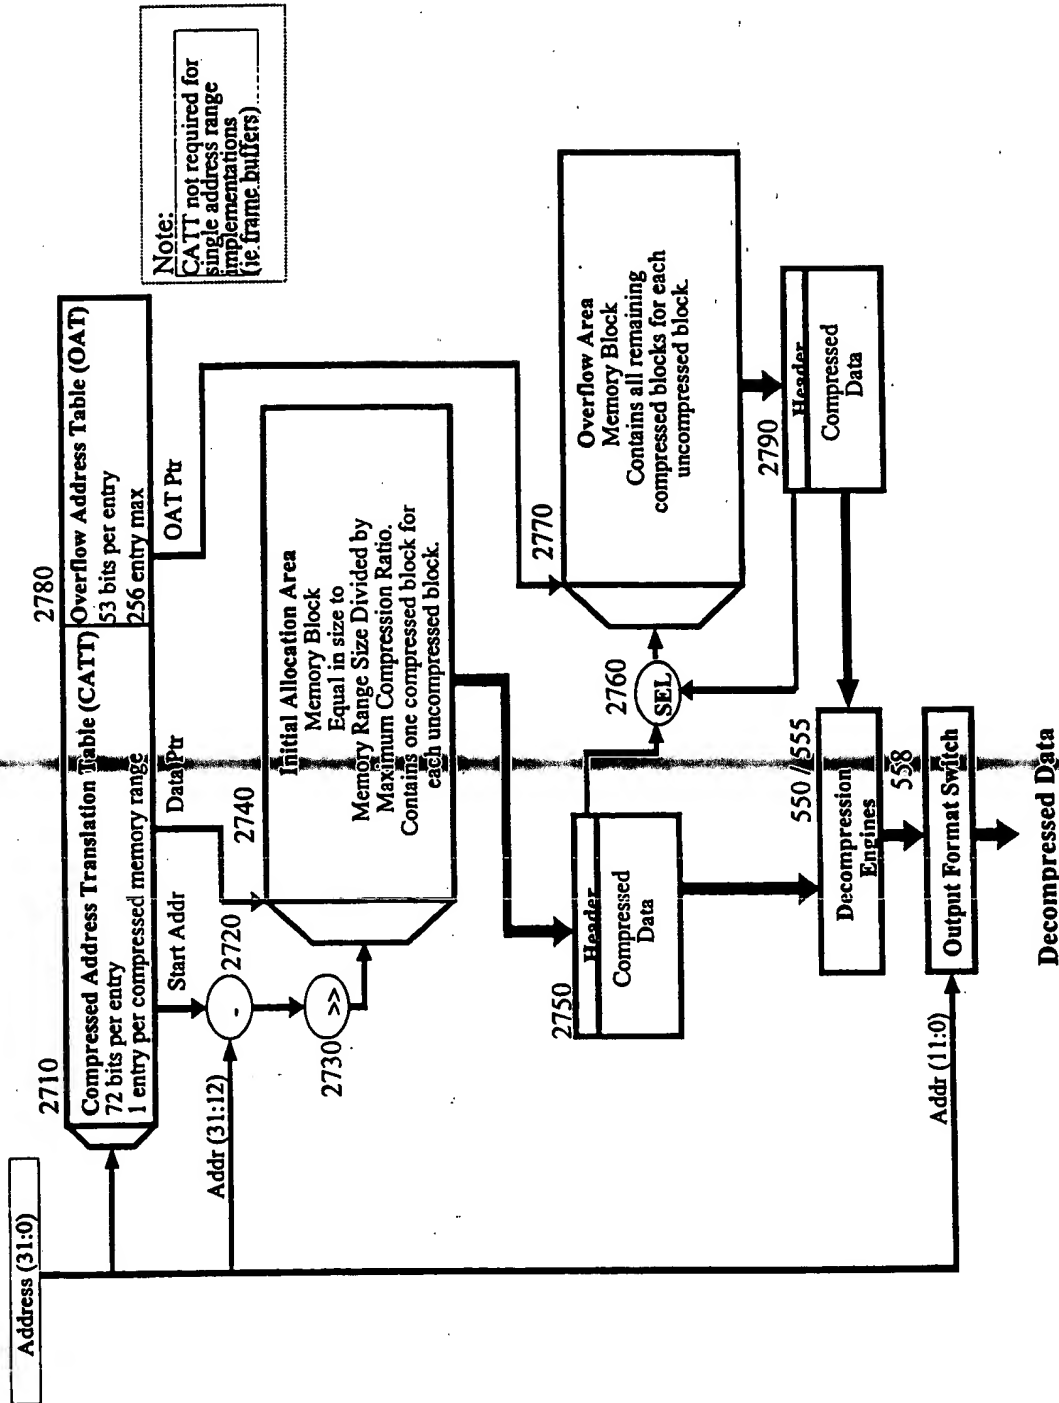 Address (31:0)
2710
Compressed Address Translation Table (CATT)
72 bits per entry
1 entry per compressed memory range
2780
Overflow Address Table (OAT)
53 bits per entry
256 entry max
Note:
CATT not required for
single address range
implementations
(ie frame buffers)
Addr (31:12)
Start Addr
Data Ptr
OAT Ptr
2720
-
2730
>>
2740
Initial Allocation Area
Memory Block
Equal in size to
Memory Range Size Divided by
Maximum Compression Ratio.
Contains one compressed block for
each uncompressed block.
2770
Overflow Area
Memory Block
Contains all remaining
compressed blocks for each
uncompressed block.
2760
SEL
2750
Header
Compressed
Data
2790
Header
Compressed
Data
550 / 555
Decompression
Engines
558
Addr (11:0)
Output Format Switch
Decompressed Data